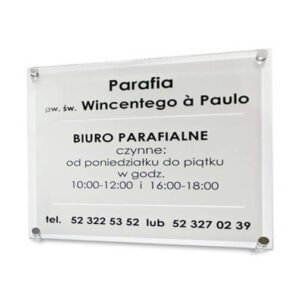 Parafia
pw. św. Wincentego à Paulo
BIURO PARAFIALNE
czynne:
od poniedziałku do piątku
w godz.
10:00-12:00 i 16:00-18:00
tel. 52 322 53 52 lub 52 327 02 39